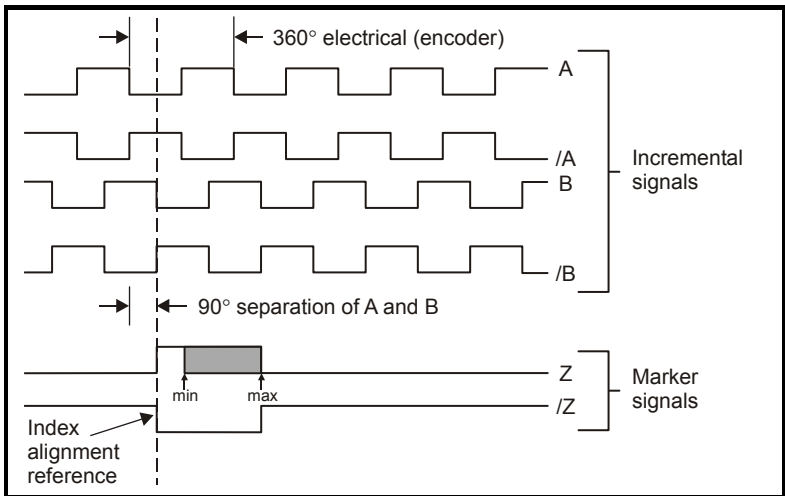 360° electrical (encoder)
A
/A
B
/B
Incremental
signals
90° separation of A and B
min
max
Z
/Z
Marker
signals
Index
alignment
reference